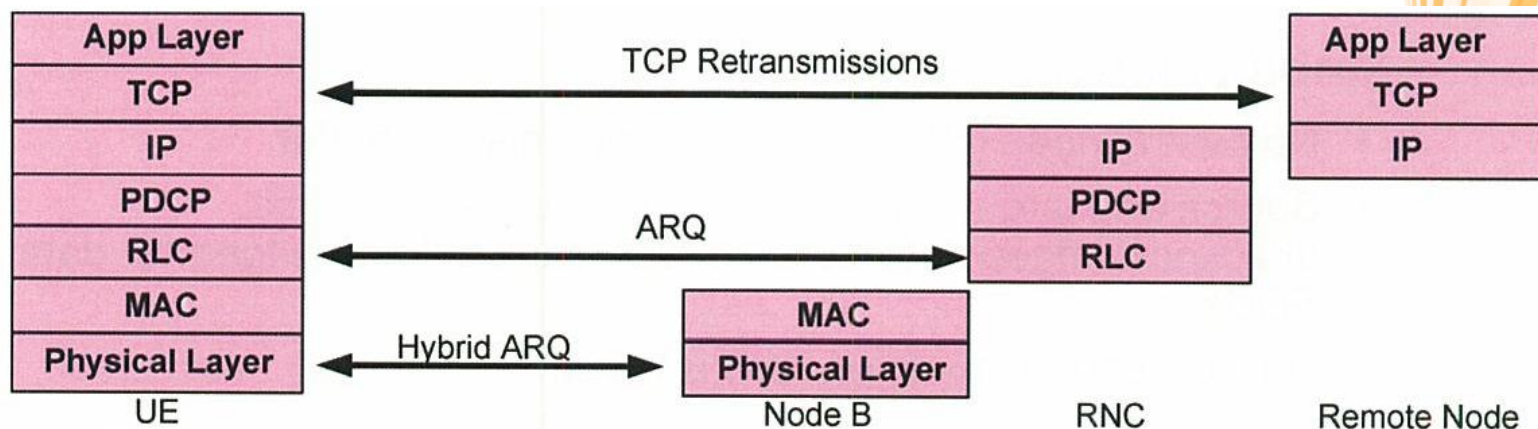 App Layer
TCP
IP
PDCP
RLC
MAC
Physical Layer
UE
TCP Retransmissions
ARQ
Hybrid ARQ
MAC
Physical Layer
Node B
IP
PDCP
RLC
RNC
App Layer
TCP
IP
Remote Node